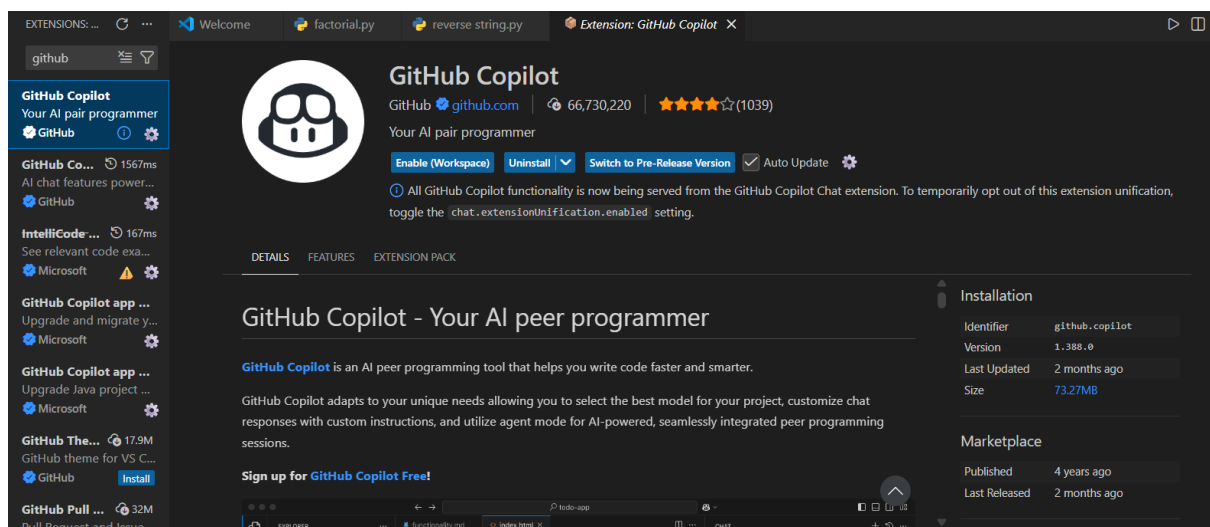 EXTENSIONS: ...
Welcome
factorial.py
reverse string.py
Extension: GitHub Copilot
github
GitHub Copilot
Your AI pair programmer
GitHub
GitHub Co... 1567ms
AI chat features power...
GitHub
IntelliCode ... 167ms
See relevant code exa...
Microsoft
GitHub Copilot app ...
Upgrade and migrate y...
Microsoft
GitHub Copilot app ...
Upgrade Java project ...
Microsoft
GitHub The... 17.9M
GitHub theme for VS C...
GitHub Install
GitHub Pull ... 32M
Pull Request and Issue
GitHub Copilot
GitHub github.com 66,730,220 (1039)
Your AI pair programmer
Enable (Workspace) Uninstall Switch to Pre-Release Version Auto Update
All GitHub Copilot functionality is now being served from the GitHub Copilot Chat extension. To temporarily opt out of this extension unification,
toggle the chat.extensionUnification.enabled setting.
DETAILS FEATURES EXTENSION PACK
GitHub Copilot - Your AI peer programmer
GitHub Copilot is an AI peer programming tool that helps you write code faster and smarter.
GitHub Copilot adapts to your unique needs allowing you to select the best model for your project, customize chat
responses with custom instructions, and utilize agent mode for AI-powered, seamlessly integrated peer programming
sessions.
Sign up for GitHub Copilot Free!
todo-app
EXPLORER functionality.md index.html CHAT
Installation
Identifier github.copilot
Version 1.388.0
Last Updated 2 months ago
Size 73.27MB
Marketplace
Published 4 years ago
Last Released 2 months ago